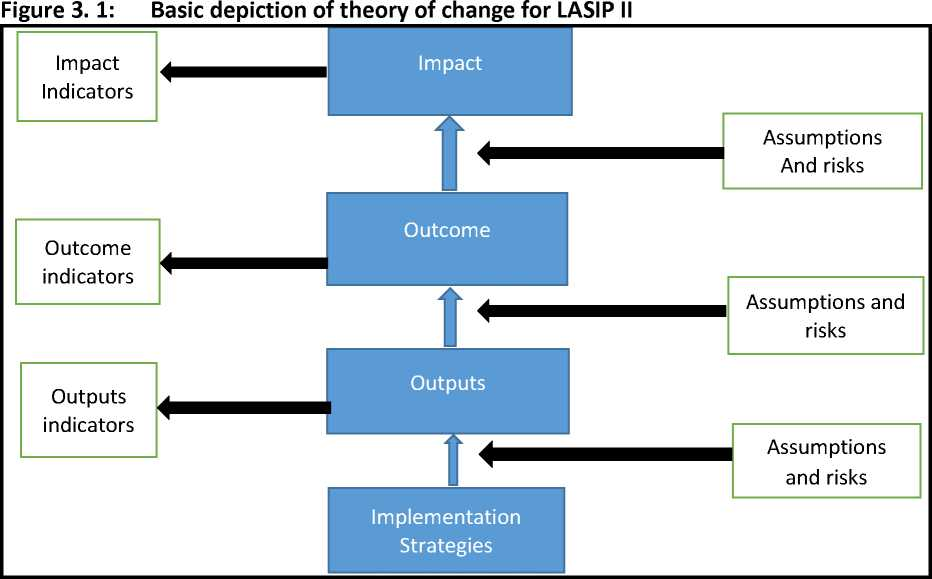 Figure 3. 1: Basic depiction of theory of change for LASIP II
Impact
Indicators
Impact
Assumptions
And risks
Outcome
indicators
Outcome
Assumptions and
risks
Outputs
indicators
Outputs
Assumptions
and risks
Implementation
Strategies